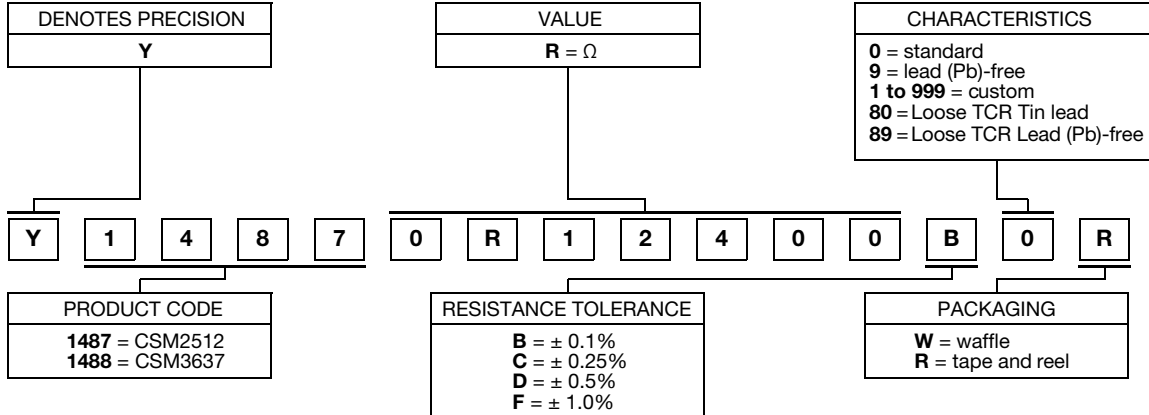 DENOTES PRECISION
Y
VALUE
R = Ω
CHARACTERISTICS
0 = standard
9 = lead (Pb)-free
1 to 999 = custom
80 = Loose TCR Tin lead
89 = Loose TCR Lead (Pb)-free
Y 1 4 8 7 0 R 1 2 4 0 0 B 0 R
PRODUCT CODE
1487 = CSM2512
1488 = CSM3637
RESISTANCE TOLERANCE
B = ± 0.1%
C = ± 0.25%
D = ± 0.5%
F = ± 1.0%
PACKAGING
W = waffle
R = tape and reel